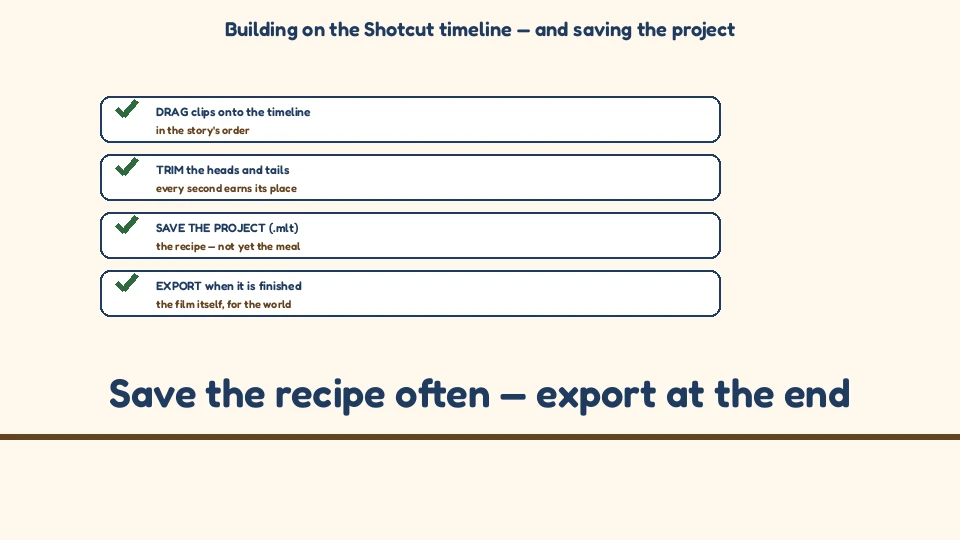 Building on the Shotcut timeline — and saving the project
DRAG clips onto the timeline
in the story's order
TRIM the heads and tails
every second earns its place
SAVE THE PROJECT (.mlt)
the recipe — not yet the meal
EXPORT when it is finished
the film itself, for the world
Save the recipe often — export at the end